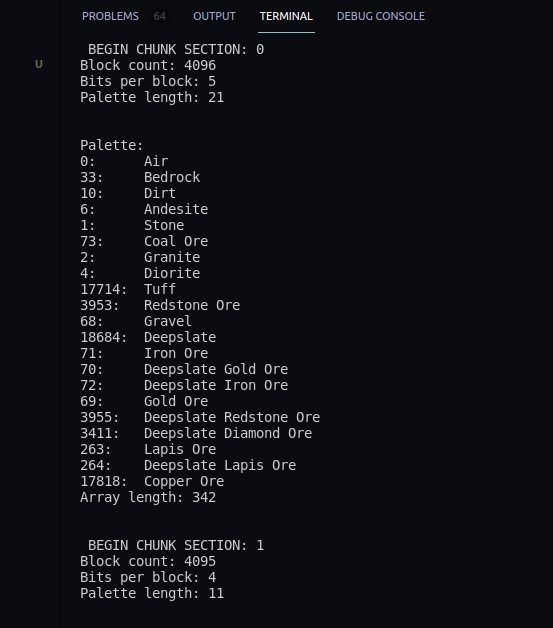 PROBLEMS 64 OUTPUT TERMINAL DEBUG CONSOLE
U
BEGIN CHUNK SECTION: 0
Block count: 4096
Bits per block: 5
Palette length: 21
Palette:
0: Air
33: Bedrock
10: Dirt
6: Andesite
1: Stone
73: Coal Ore
2: Granite
4: Diorite
17714: Tuff
3953: Redstone Ore
68: Gravel
18684: Deepslate
71: Iron Ore
70: Deepslate Gold Ore
72: Deepslate Iron Ore
69: Gold Ore
3955: Deepslate Redstone Ore
3411: Deepslate Diamond Ore
263: Lapis Ore
264: Deepslate Lapis Ore
17818: Copper Ore
Array length: 342
BEGIN CHUNK SECTION: 1
Block count: 4095
Bits per block: 4
Palette length: 11